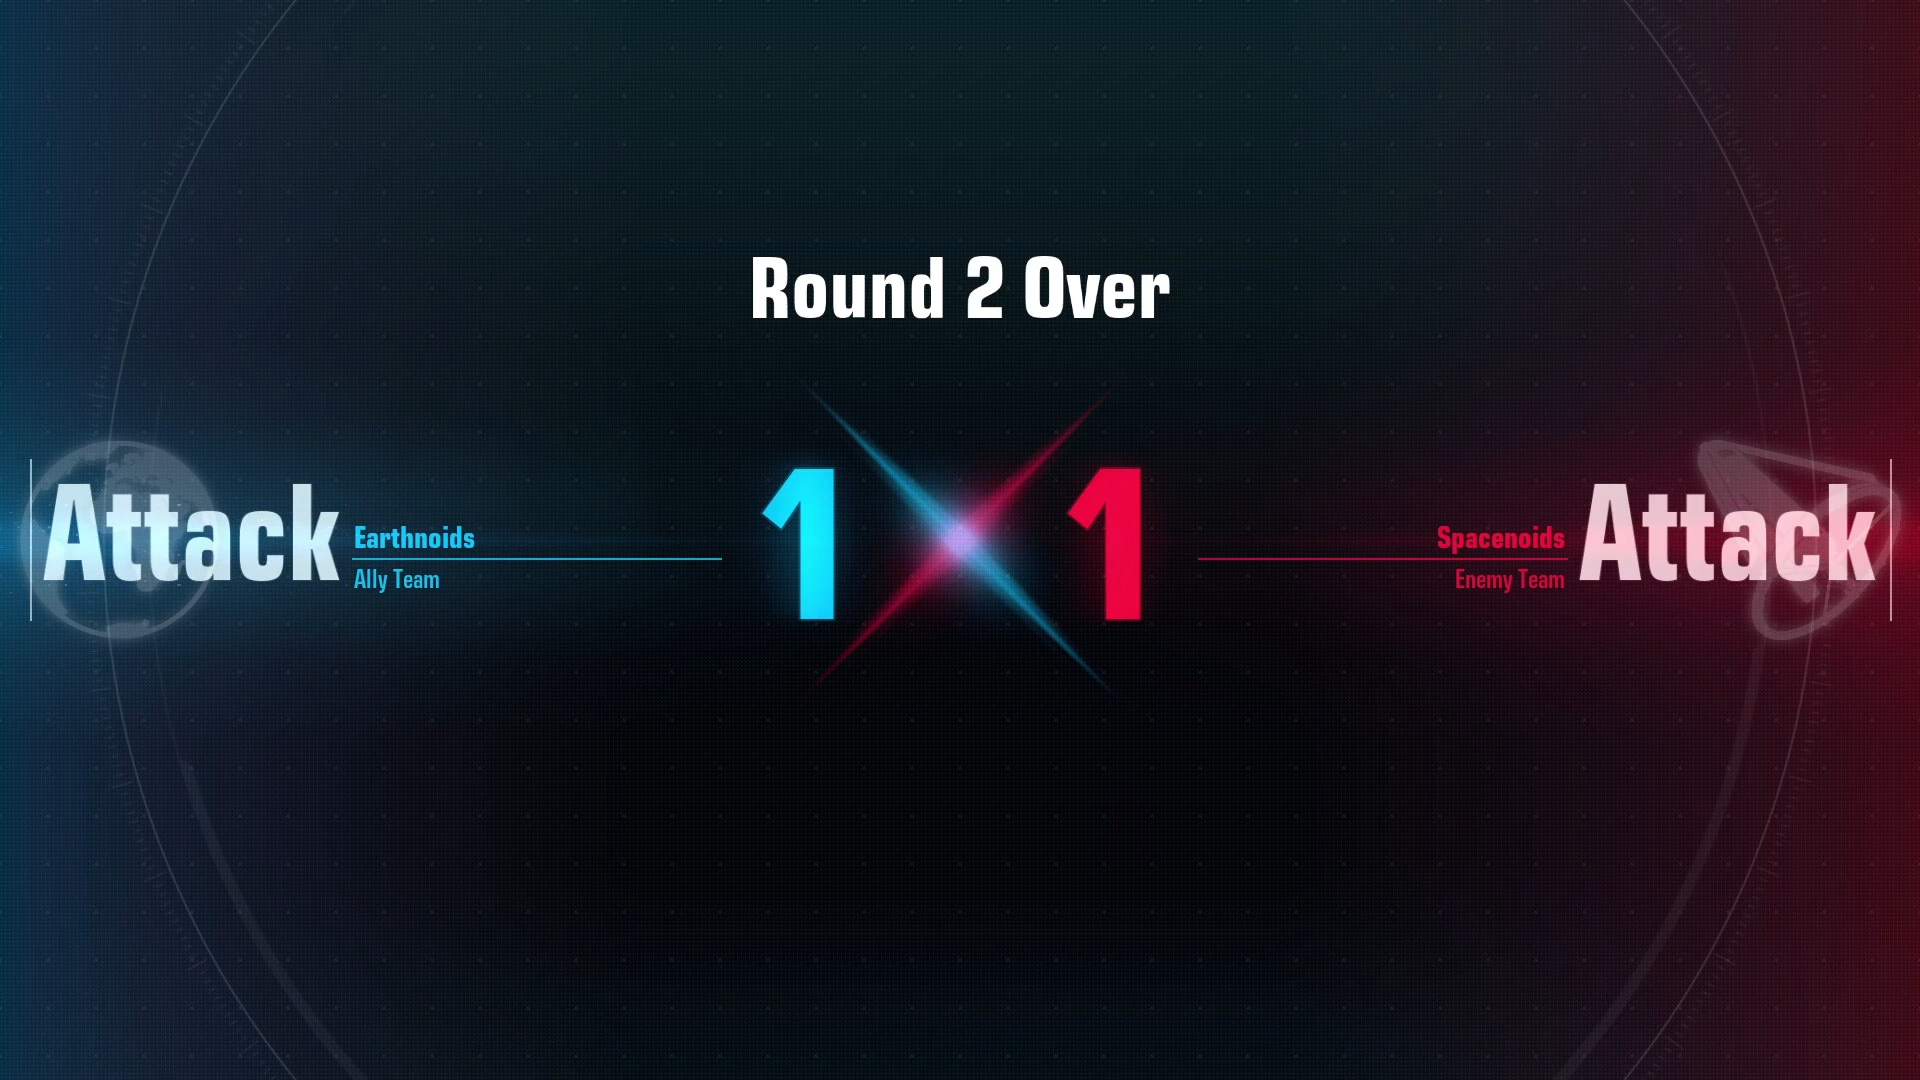 Round 2 Over
Attack
Earthnoids
Ally Team
1
1
Spacenoids
Enemy Team
Attack